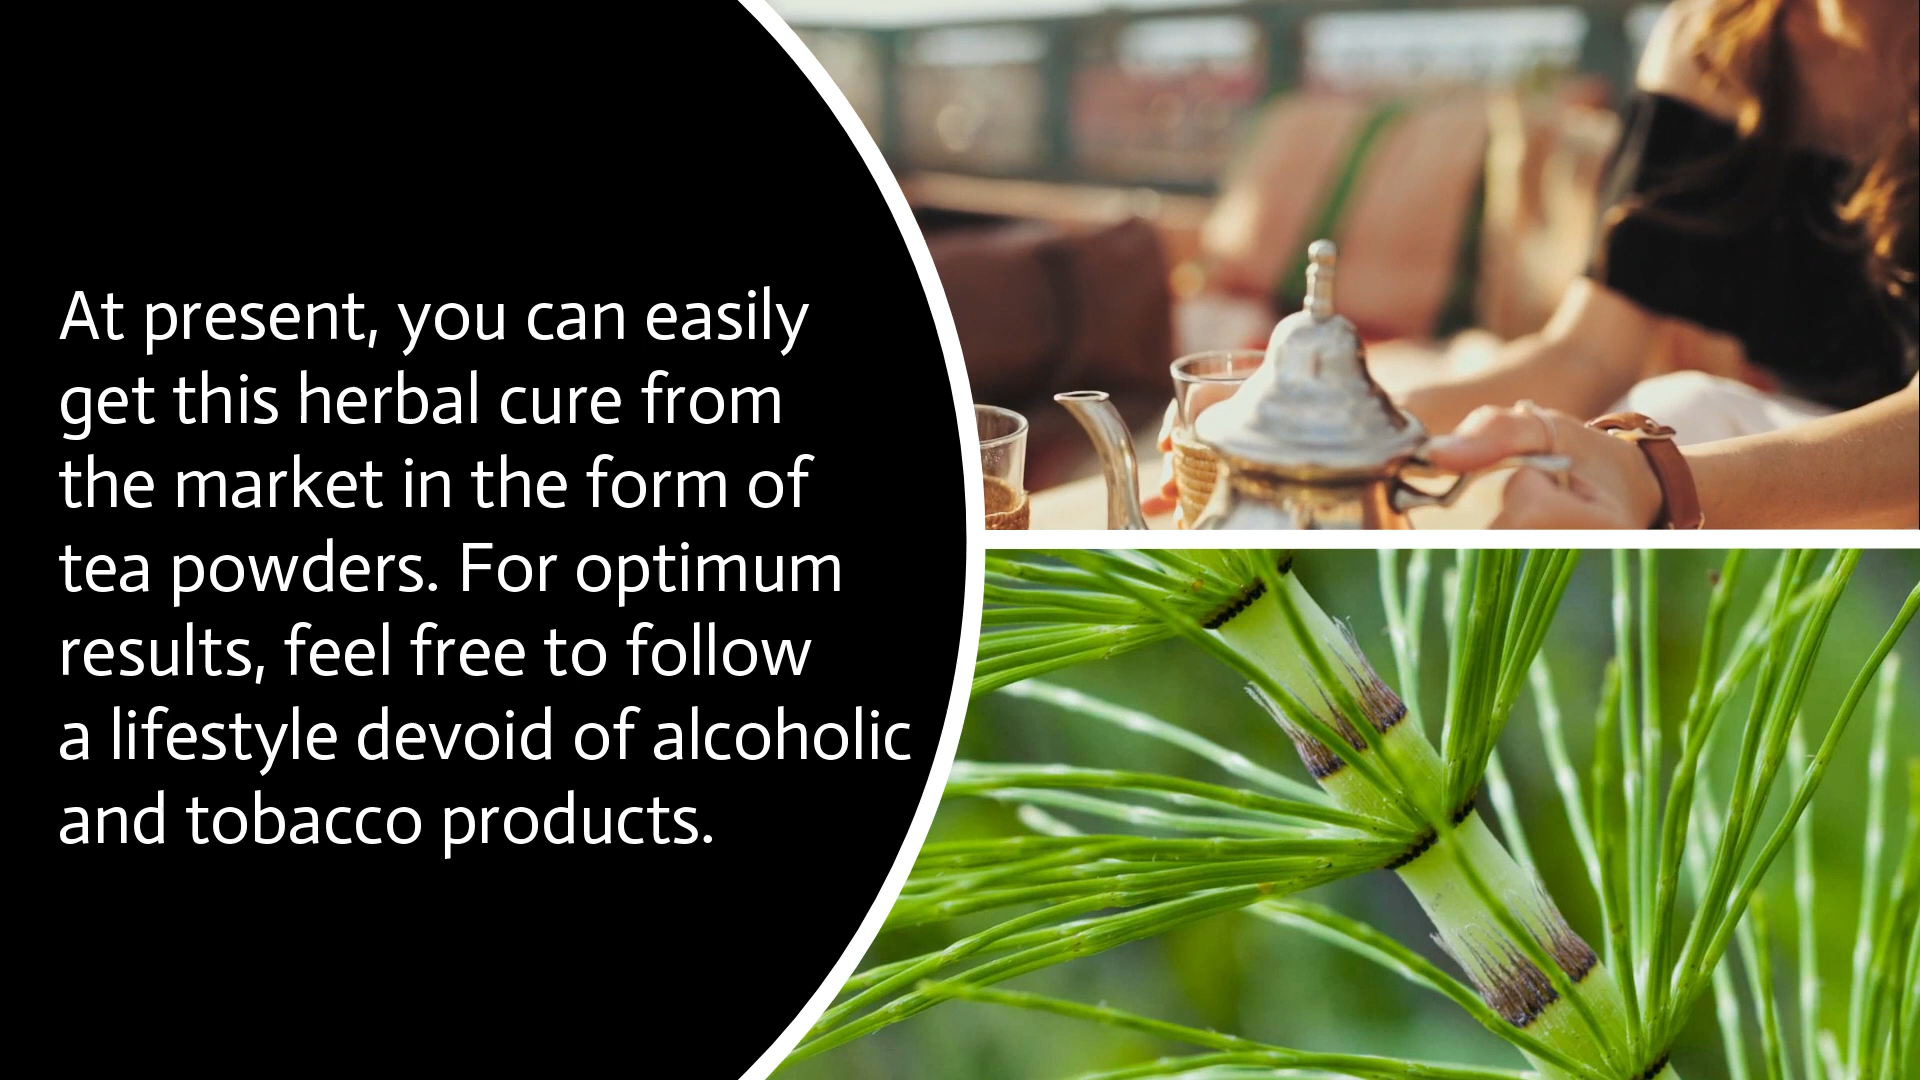 At present, you can easily
get this herbal cure from
the market in the form of
tea powders. For optimum
results, feel free to follow
a lifestyle devoid of alcoholic
and tobacco products.